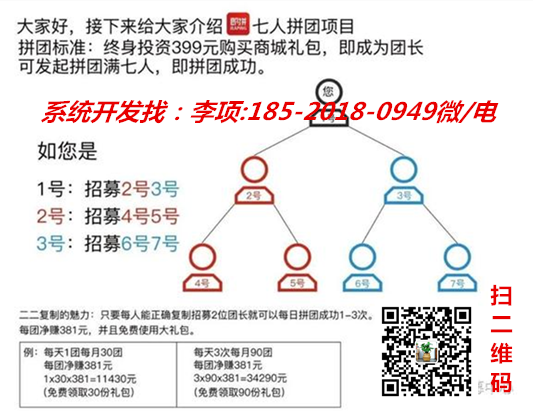 大家好，接下来给大家介绍 即拼 七人拼团项目
拼团标准：终身投资399元购买商城礼包，即成为团长
可发起拼团满七人，即拼团成功。
您
系统开发找：李项:185-2018-0949微/电
如您是
1号：招募2号3号
2号：招募4号5号
3号：招募6号7号
2号
3号
4号
5号
6号
7号
二二复制的魅力：只要每人能正确复制招募2位团长就可以每日拼团成功1-3次。
每团净赚381元，并且免费使用大礼包。
例：每天1团每月30团
每团净赚381元
1x30x381=11430元
(免费领取30份礼包)
每天3次每月90团
每团净赚381元
3x90x381=34290元
(免费领取90份礼包)
扫二维码